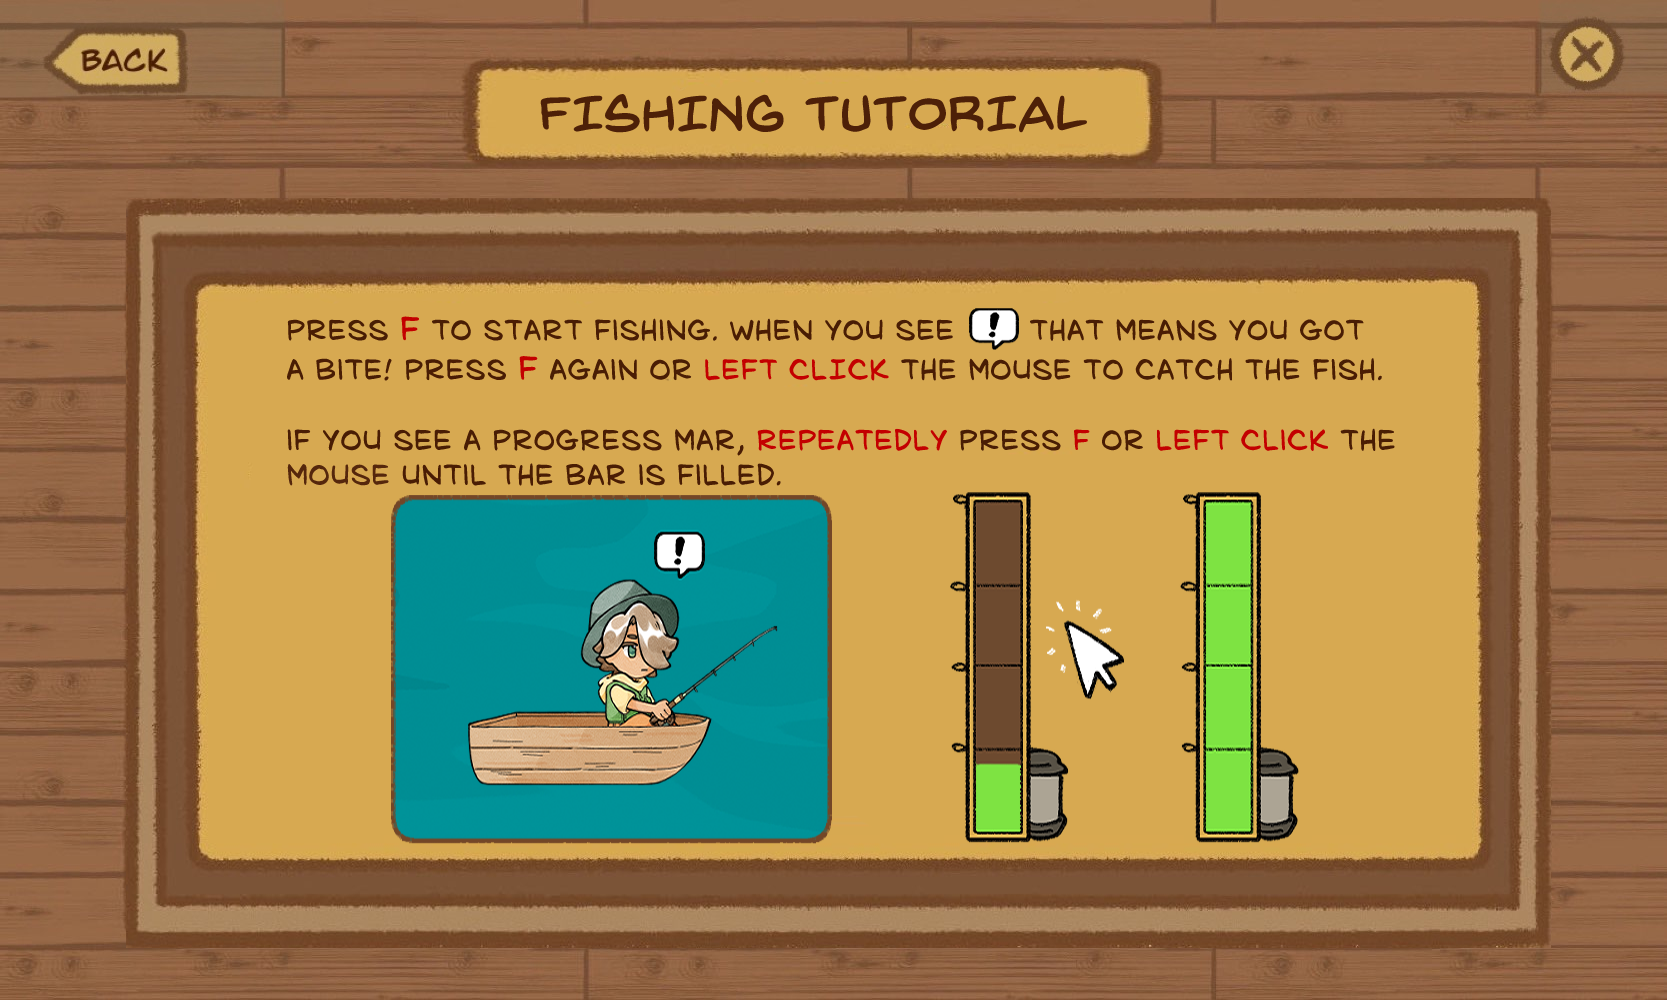 BACK
FISHING TUTORIAL
PRESS F TO START FISHING. WHEN YOU SEE ! THAT MEANS YOU GOT
A BITE! PRESS F AGAIN OR LEFT CLICK THE MOUSE TO CATCH THE FISH.
IF YOU SEE A PROGRESS MAR, REPEATEDLY PRESS F OR LEFT CLICK THE
MOUSE UNTIL THE BAR IS FILLED.
!